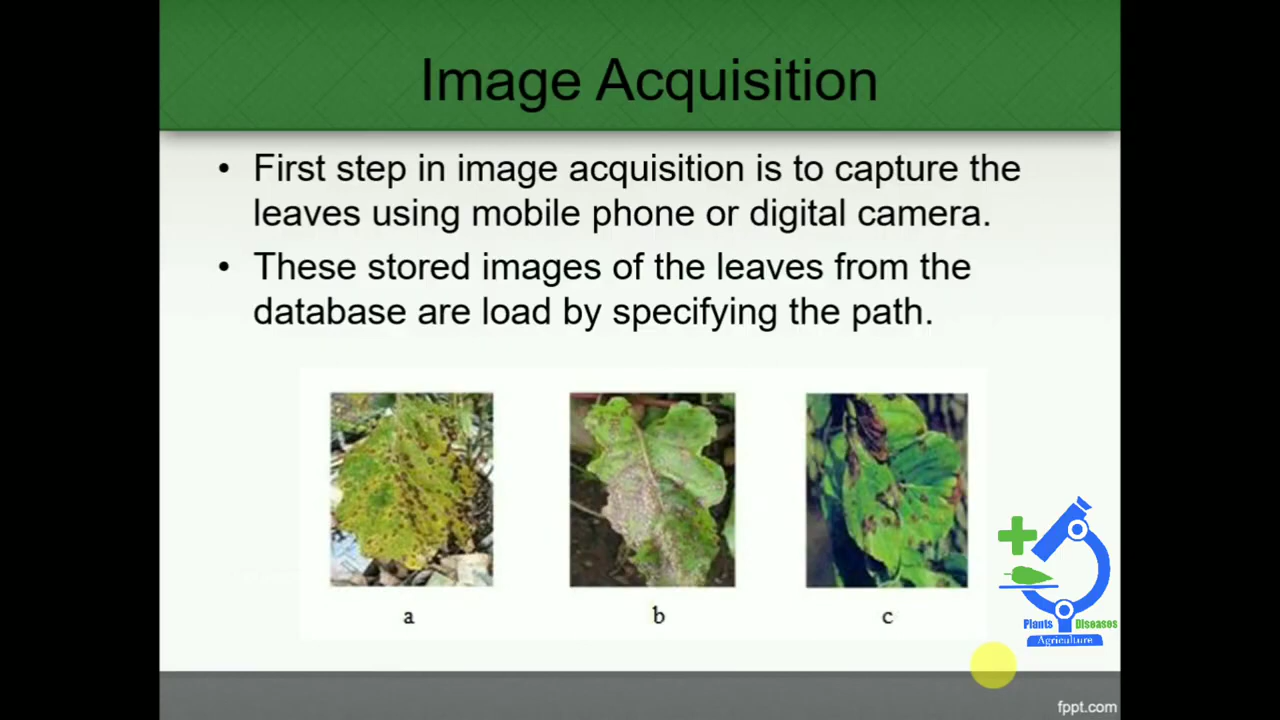 Image Acquisition
• First step in image acquisition is to capture the
leaves using mobile phone or digital camera.
• These stored images of the leaves from the
database are load by specifying the path.
a b c
Plants Diseases
Agriculture
fppt.com